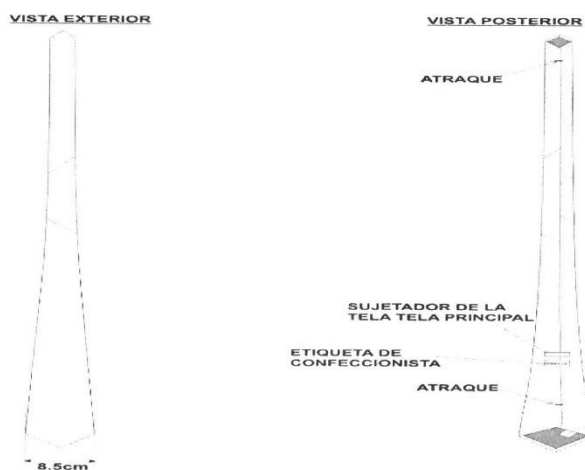 VISTA EXTERIOR
VISTA POSTERIOR
ATRAQUE
SUJETADOR DE LA
TELA TELA PRINCIPAL
ETIQUETA DE
CONFECCIONISTA
ATRAQUE
8.5cm